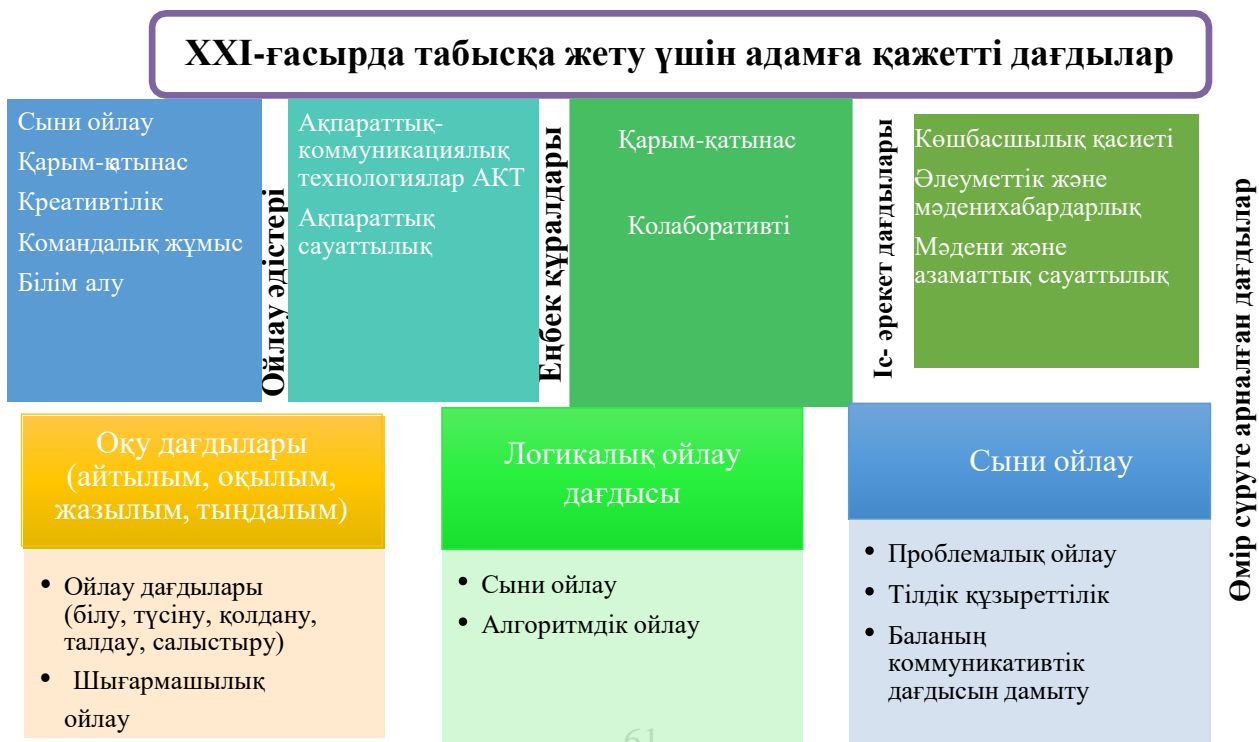 XXI-ғасырда табысқа жету үшін адамға қажетті дағдылар
Сыни ойлау
Қарым-қатынас
Креативтілік
Командалық жұмыс
Білім алу
Ойлау әдістері
Ақпараттық-
коммуникациялық
технологиялар АКТ
Ақпараттық
сауаттылық
Еңбек құралдары
Қарым-қатынас
Колаборативті
Іс- әрекет дағдылары
Көшбасшылық қасиеті
Әлеуметтік және
мәденихабардарлық
Мәдени және
азаматтық сауаттылық
Өмір сүруге арналған дағдылар
Оқу дағдылары
(айтылым, оқылым,
жазылым, тыңдалым)
• Ойлау дағдылары
(білу, түсіну, қолдану,
талдау, салыстыру)
• Шығармашылық
ойлау
Логикалық ойлау
дағдысы
• Сыни ойлау
• Алгоритмдік ойлау
Сыни ойлау
• Проблемалық ойлау
• Тілдік құзыреттілік
• Баланың
коммуникативтік
дағдысын дамыту
61